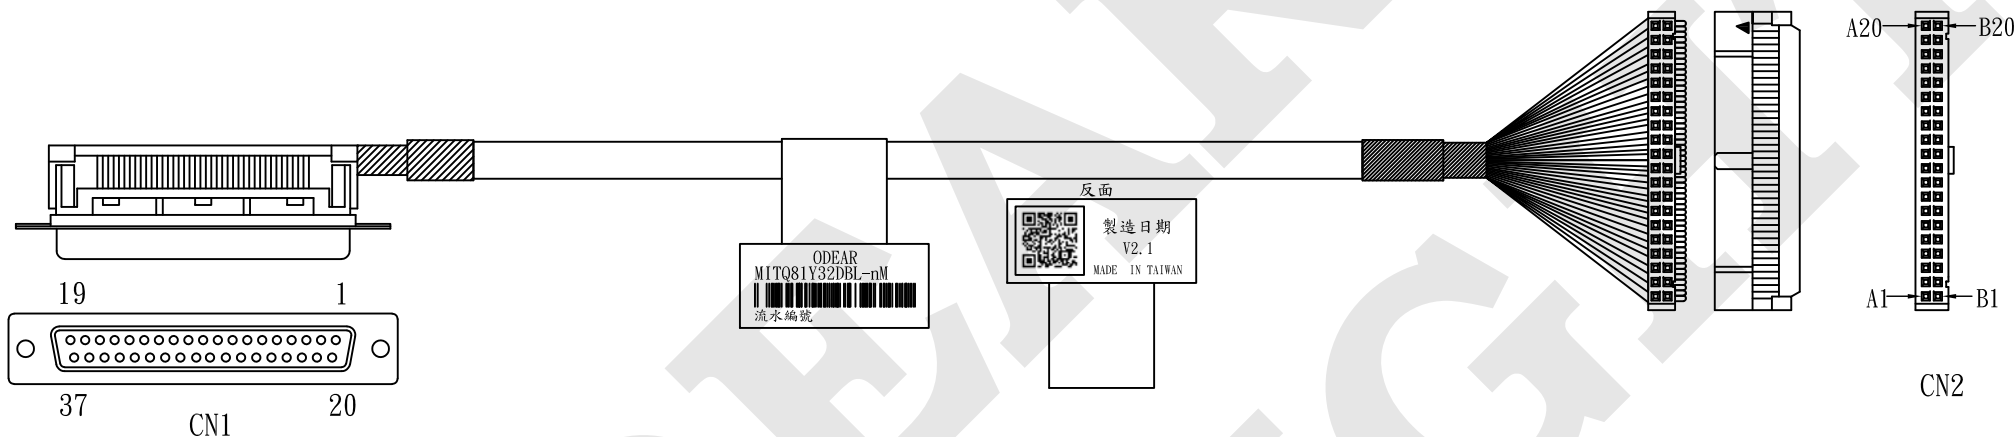 A20
B20
反面
製造日期
V2.1
MADE IN TAIWAN
ODEAR
MITQ81Y32DBL-nM
流水編號
19
1
A1
B1
37
20
CN1
CN2